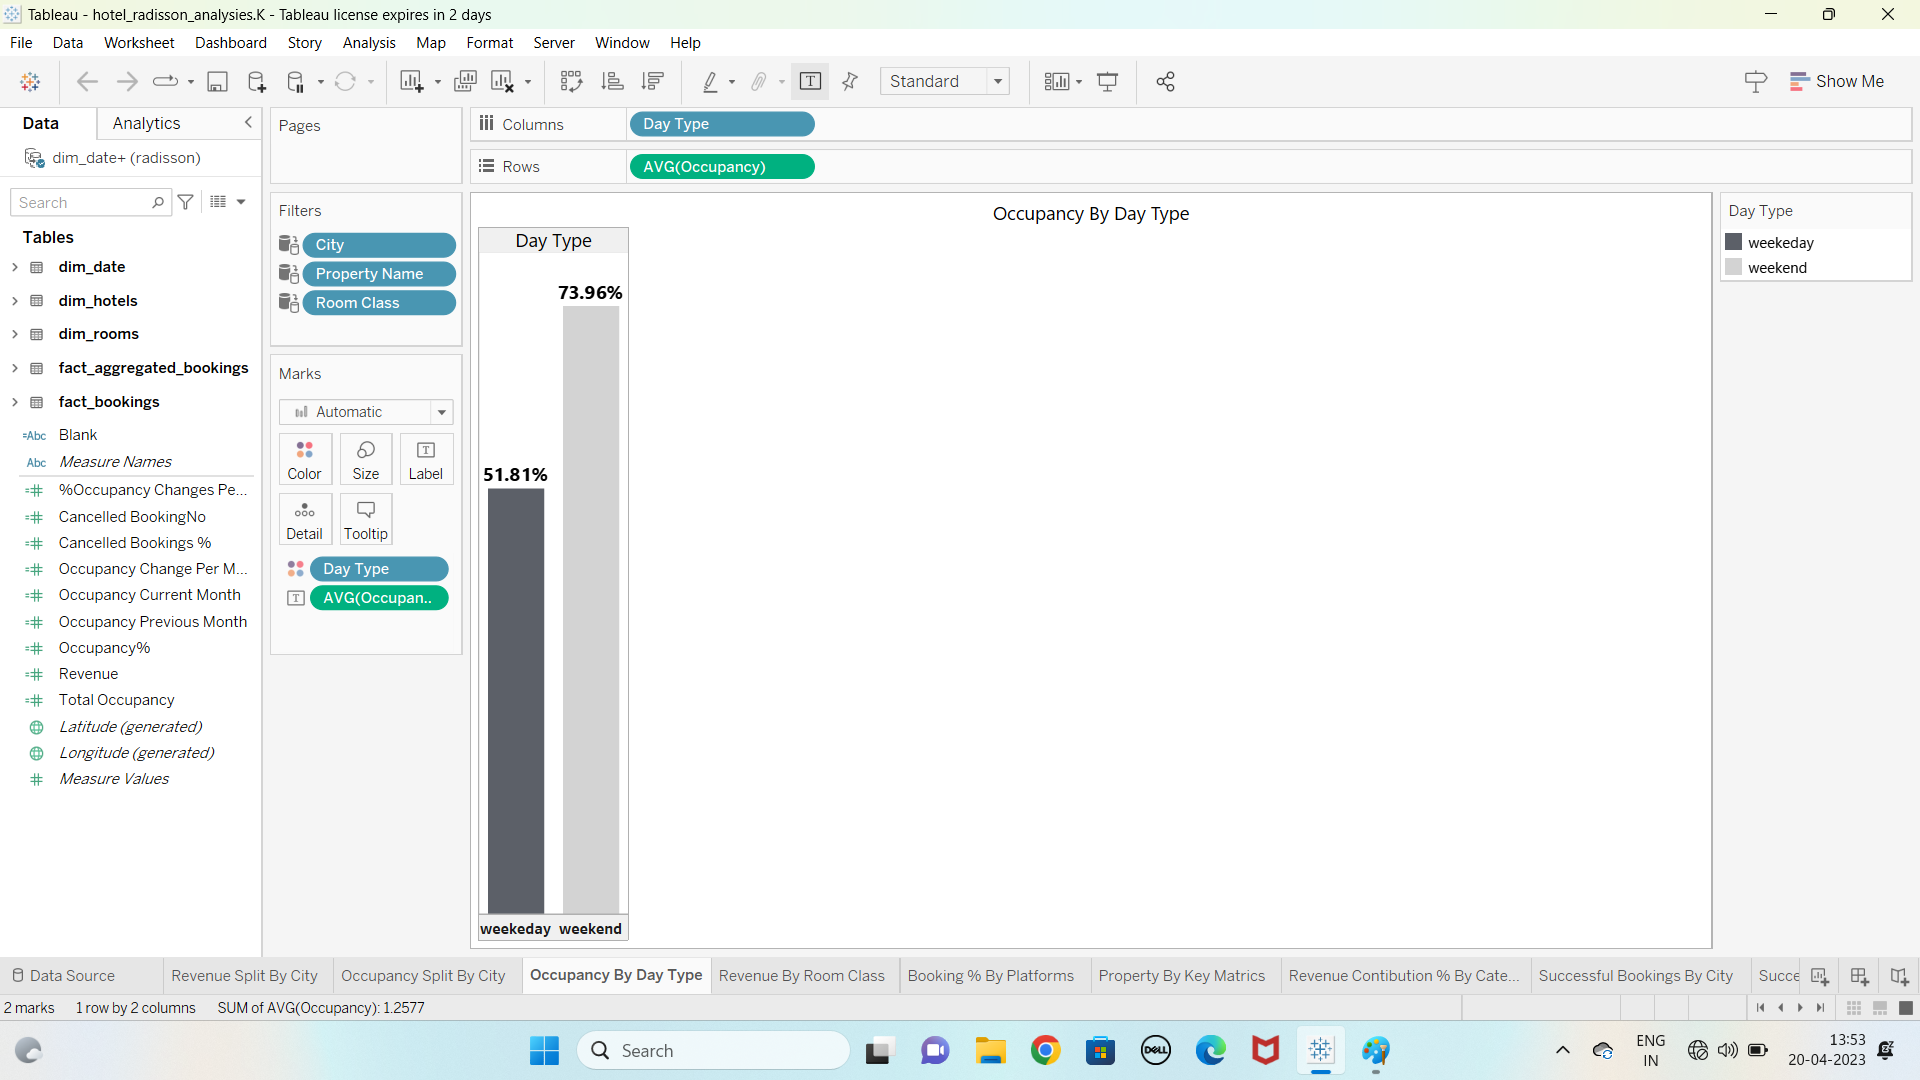 Tableau - hotel_radisson_analysies.K - Tableau license expires in 2 days
File Data Worksheet Dashboard Story Analysis Map Format Server Window Help
Standard
Show Me
Data Analytics
dim_date+ (radisson)
Search
Tables
dim_date
dim_hotels
dim_rooms
fact_aggregated_bookings
fact_bookings
=Abc Blank
Abc Measure Names
%Occupancy Changes Pe...
Cancelled BookingNo
Cancelled Bookings %
Occupancy Change Per M...
Occupancy Current Month
Occupancy Previous Month
Occupancy%
Revenue
Total Occupancy
Latitude (generated)
Longitude (generated)
Measure Values
Pages
Filters
City
Property Name
Room Class
Marks
Automatic
Color Size Label
Detail Tooltip
Day Type
AVG(Occupan..
Columns Day Type
Rows AVG(Occupancy)
Occupancy By Day Type
Day Type
73.96%
51.81%
weekeday weekend
Day Type
weekeday
weekend
Data Source Revenue Split By City Occupancy Split By City Occupancy By Day Type Revenue By Room Class Booking % By Platforms Property By Key Matrics Revenue Contibution % By Cate... Successful Bookings By City Succe
2 marks 1 row by 2 columns SUM of AVG(Occupancy): 1.2577
Search
DELL
ENG
IN
13:53
20-04-2023